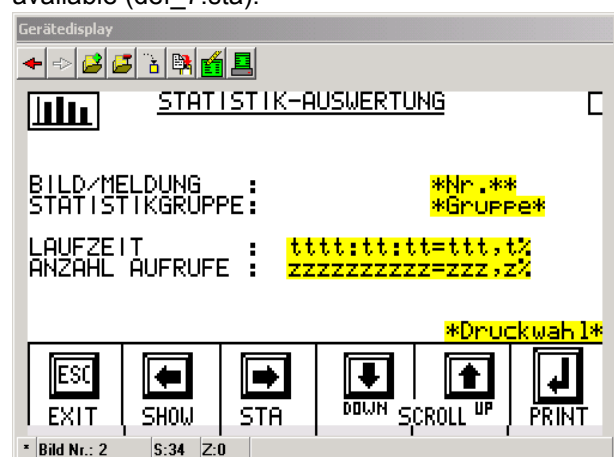 available (def_7.sta).
Gerätedisplay
STATISTIK-AUSWERTUNG
BILD/MELDUNG : *Nr.**
STATISTIKGRUPPE: *Gruppe*
LAUFZEIT : tttt:tt:tt=ttt,t%
ANZAHL AUFRUFE : zzzzzzzzzz=zzz,z%
*Druckwahl*
ESC
EXIT SHOW STA DOWN SCROLL UP PRINT
* Bild Nr.: 2 S:34 Z:0